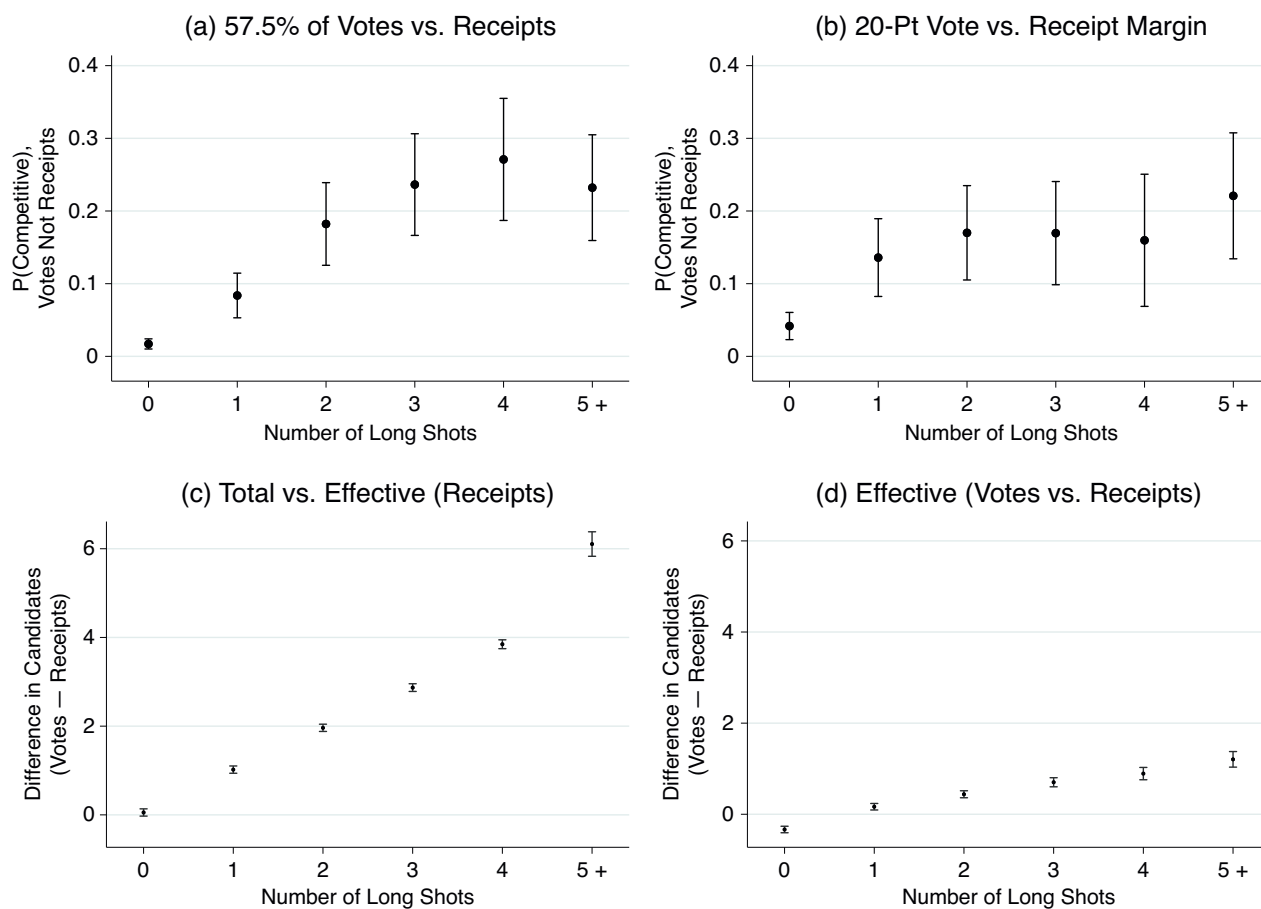 (a) 57.5% of Votes vs. Receipts
P(Competitive),
Votes Not Receipts
0.4
0.3
0.2
0.1
0
0 1 2 3 4 5 +
Number of Long Shots
(b) 20-Pt Vote vs. Receipt Margin
P(Competitive),
Votes Not Receipts
0.4
0.3
0.2
0.1
0
0 1 2 3 4 5 +
Number of Long Shots
(c) Total vs. Effective (Receipts)
Difference in Candidates
(Votes — Receipts)
6
4
2
0
0 1 2 3 4 5 +
Number of Long Shots
(d) Effective (Votes vs. Receipts)
Difference in Candidates
(Votes — Receipts)
6
4
2
0
0 1 2 3 4 5 +
Number of Long Shots